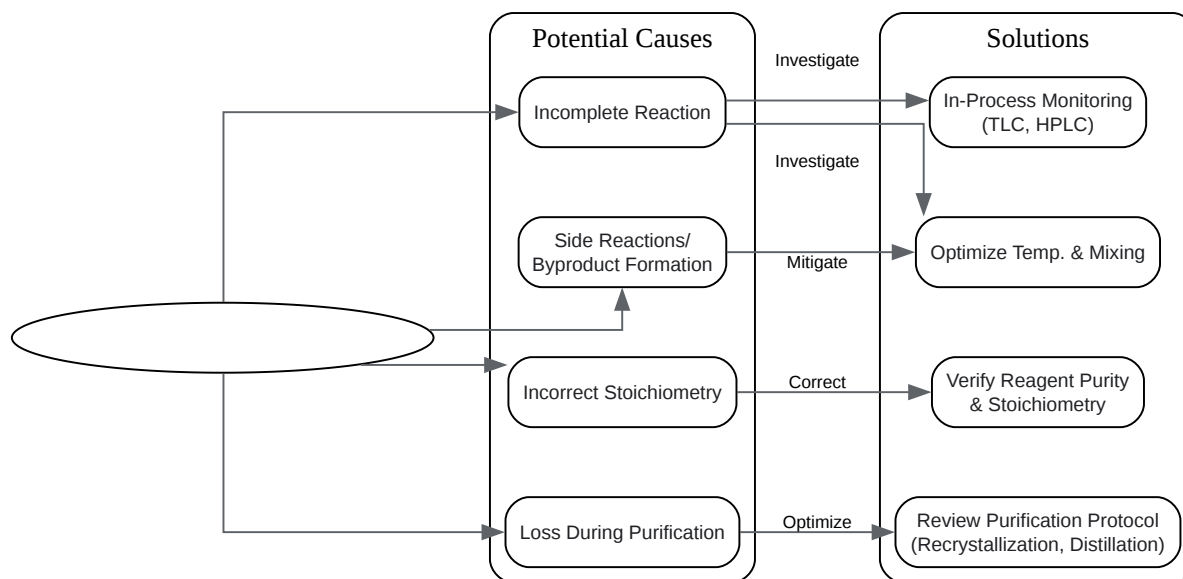 Potential Causes
Solutions
Investigate
Incomplete Reaction
In-Process Monitoring
(TLC, HPLC)
Investigate
Side Reactions/
Byproduct Formation
Mitigate
Optimize Temp. & Mixing
Incorrect Stoichiometry
Correct
Verify Reagent Purity
& Stoichiometry
Loss During Purification
Optimize
Review Purification Protocol
(Recrystallization, Distillation)